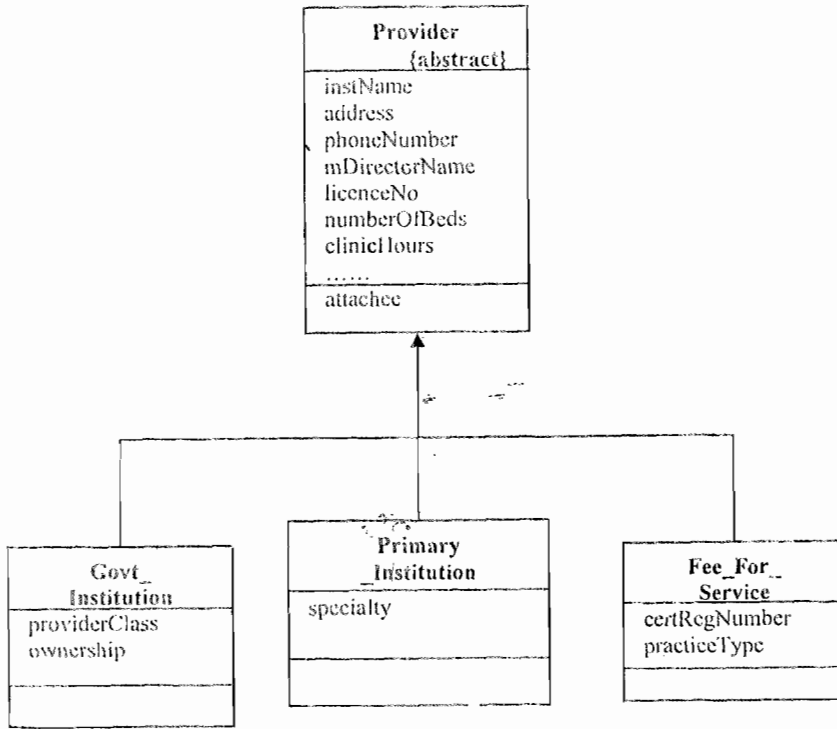 Provider
{abstract}
instName
address
phoneNumber
mDirectorName
licenceNo
numberOfBeds
clinicHours
......
attachee
Govt_
Institution
providerClass
ownership
Primary
_Institution
specialty
Fee_For_
Service
certRegNumber
practiceType